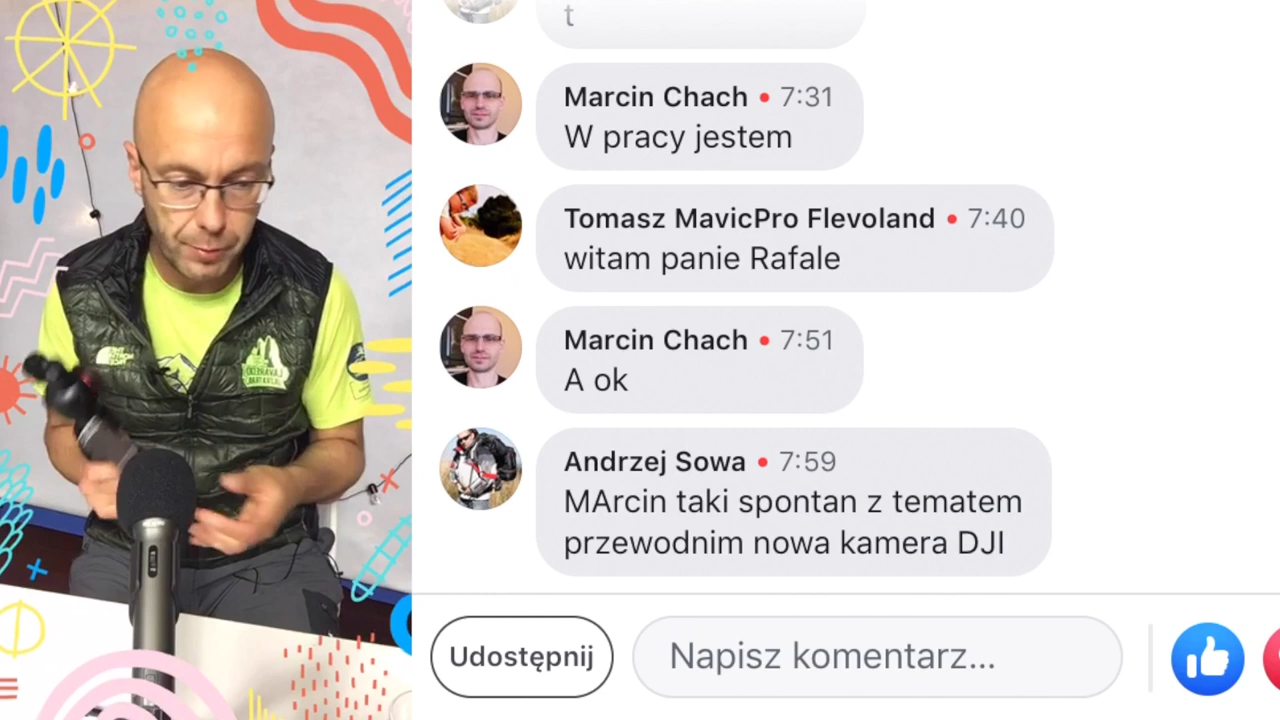 t
Marcin Chach • 7:31
W pracy jestem
Tomasz MavicPro Flevoland • 7:40
witam panie Rafale
Marcin Chach • 7:51
A ok
Andrzej Sowa • 7:59
MArcin taki spontan z tematem
przewodnim nowa kamera DJI
Udostępnij
Napisz komentarz...